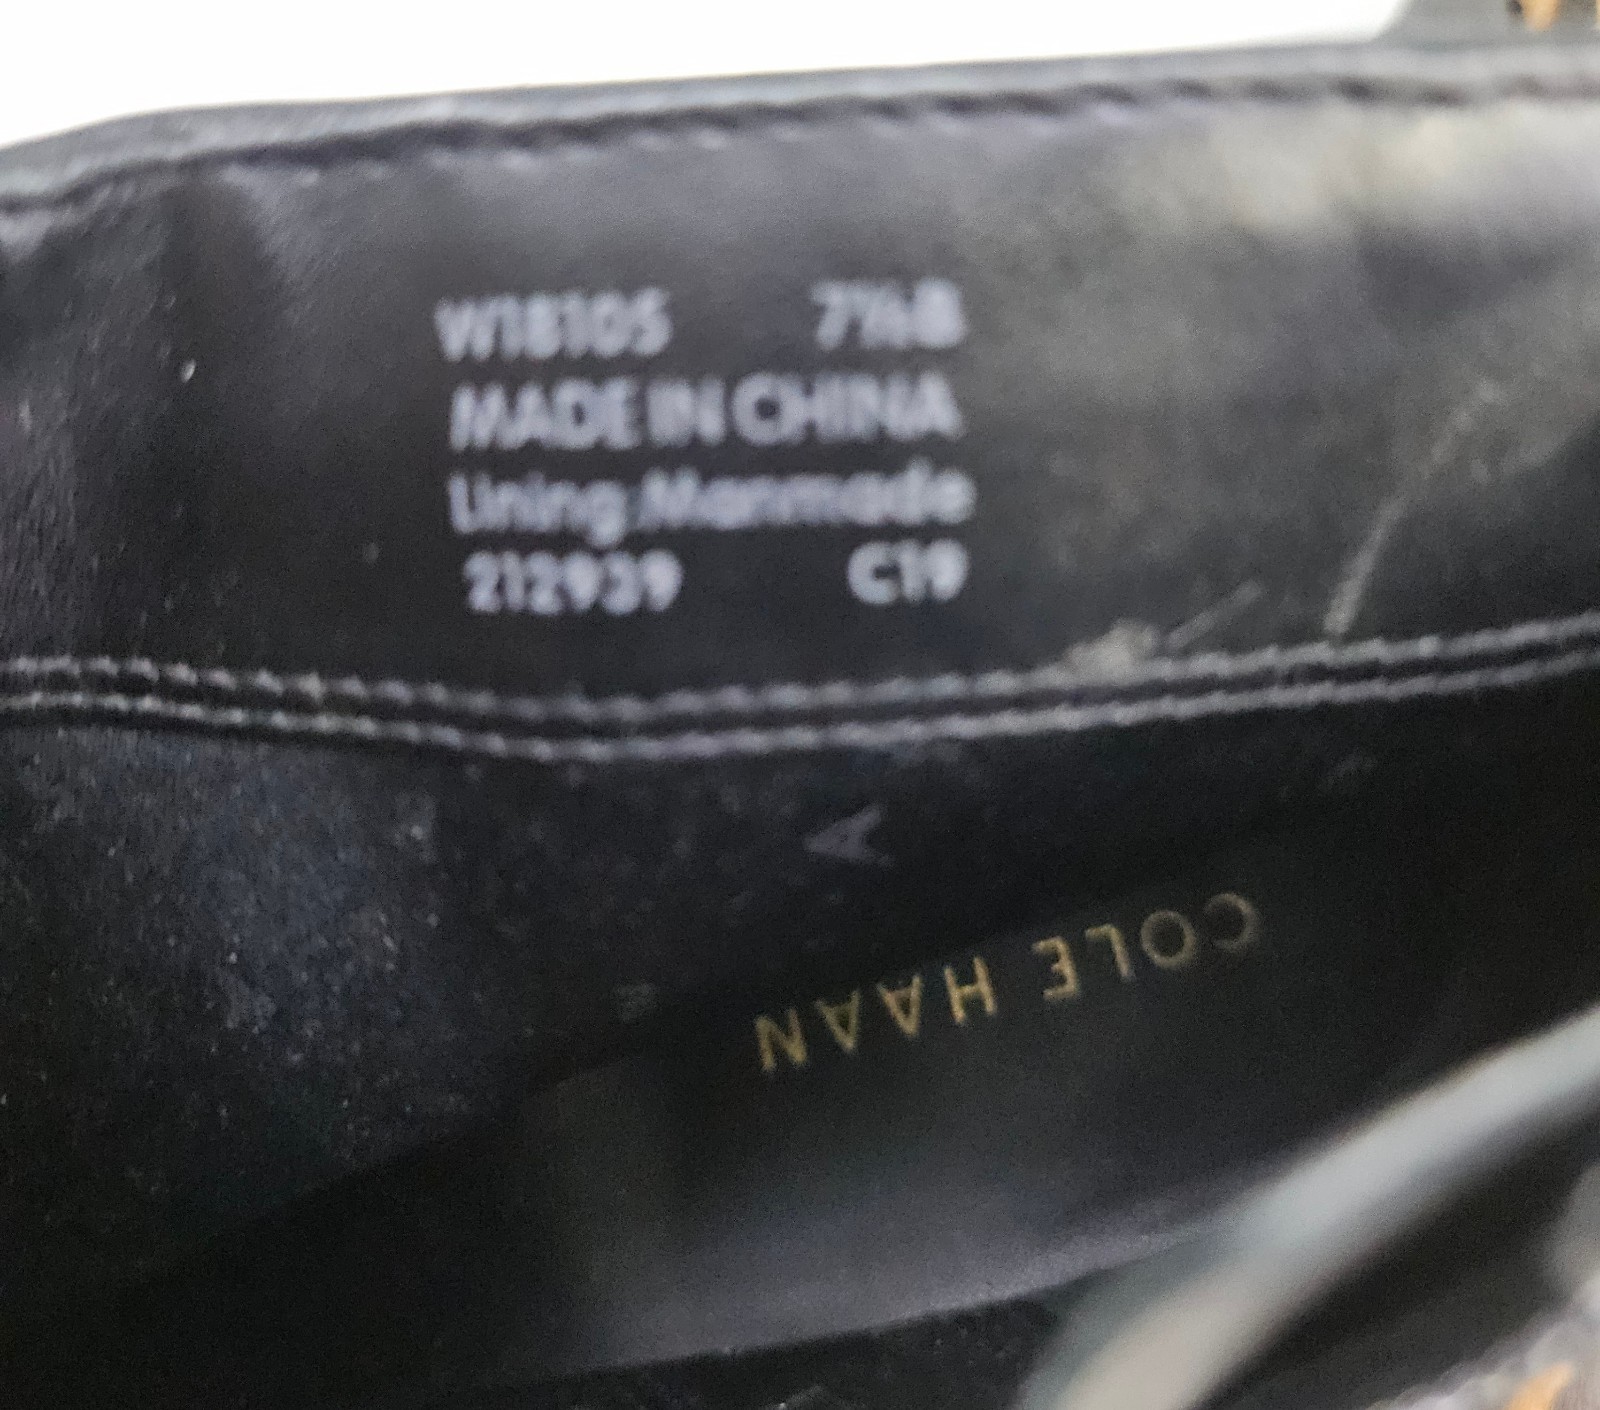 W18105 7½B
MADE IN CHINA
Lining:Manmade
212939 C19
A
COLE HAAN